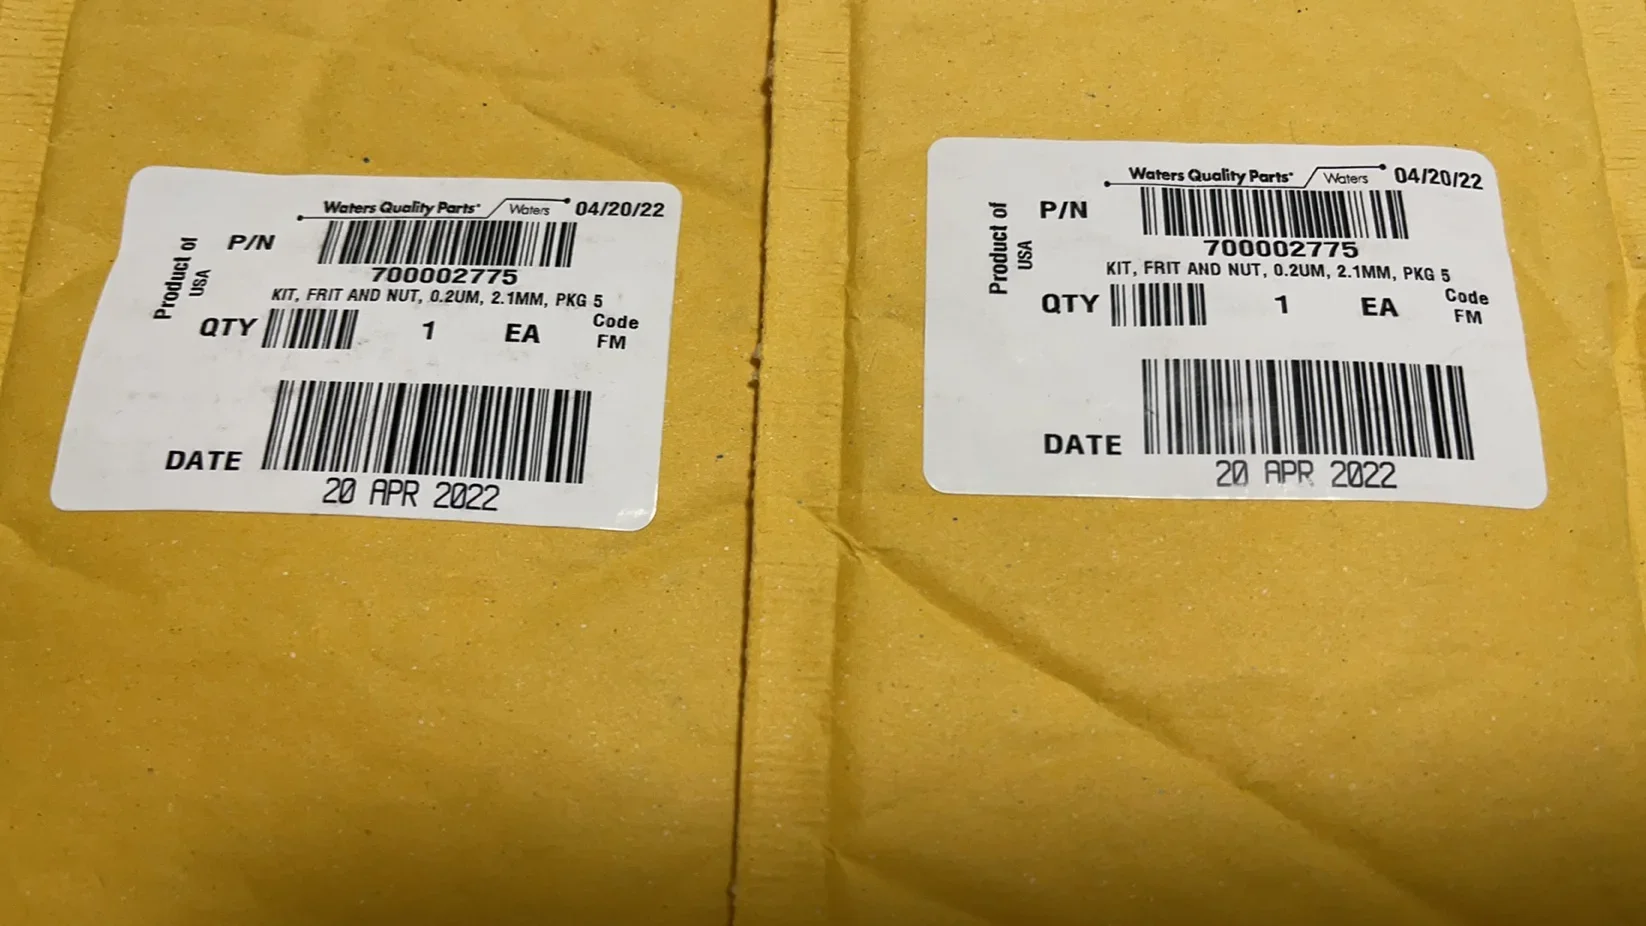 Waters Quality Parts® Waters 04/20/22
Product of
USA
P/N
700002775
KIT, FRIT AND NUT, 0.2UM, 2.1MM, PKG 5
QTY 1 EA Code
FM
DATE
20 APR 2022
Waters Quality Parts® Waters 04/20/22
Product of
USA
P/N
700002775
KIT, FRIT AND NUT, 0.2UM, 2.1MM, PKG 5
QTY 1 EA Code
FM
DATE
20 APR 2022